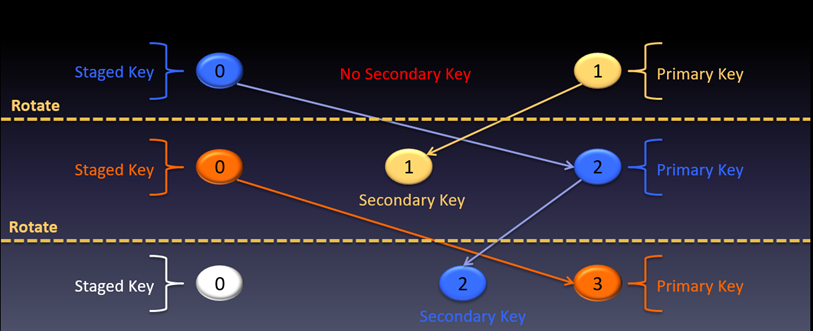 Staged Key 0 No Secondary Key 1 Primary Key
Rotate
Staged Key 0 1 2 Primary Key
Secondary Key
Rotate
Staged Key 0 2 3 Primary Key
Secondary Key